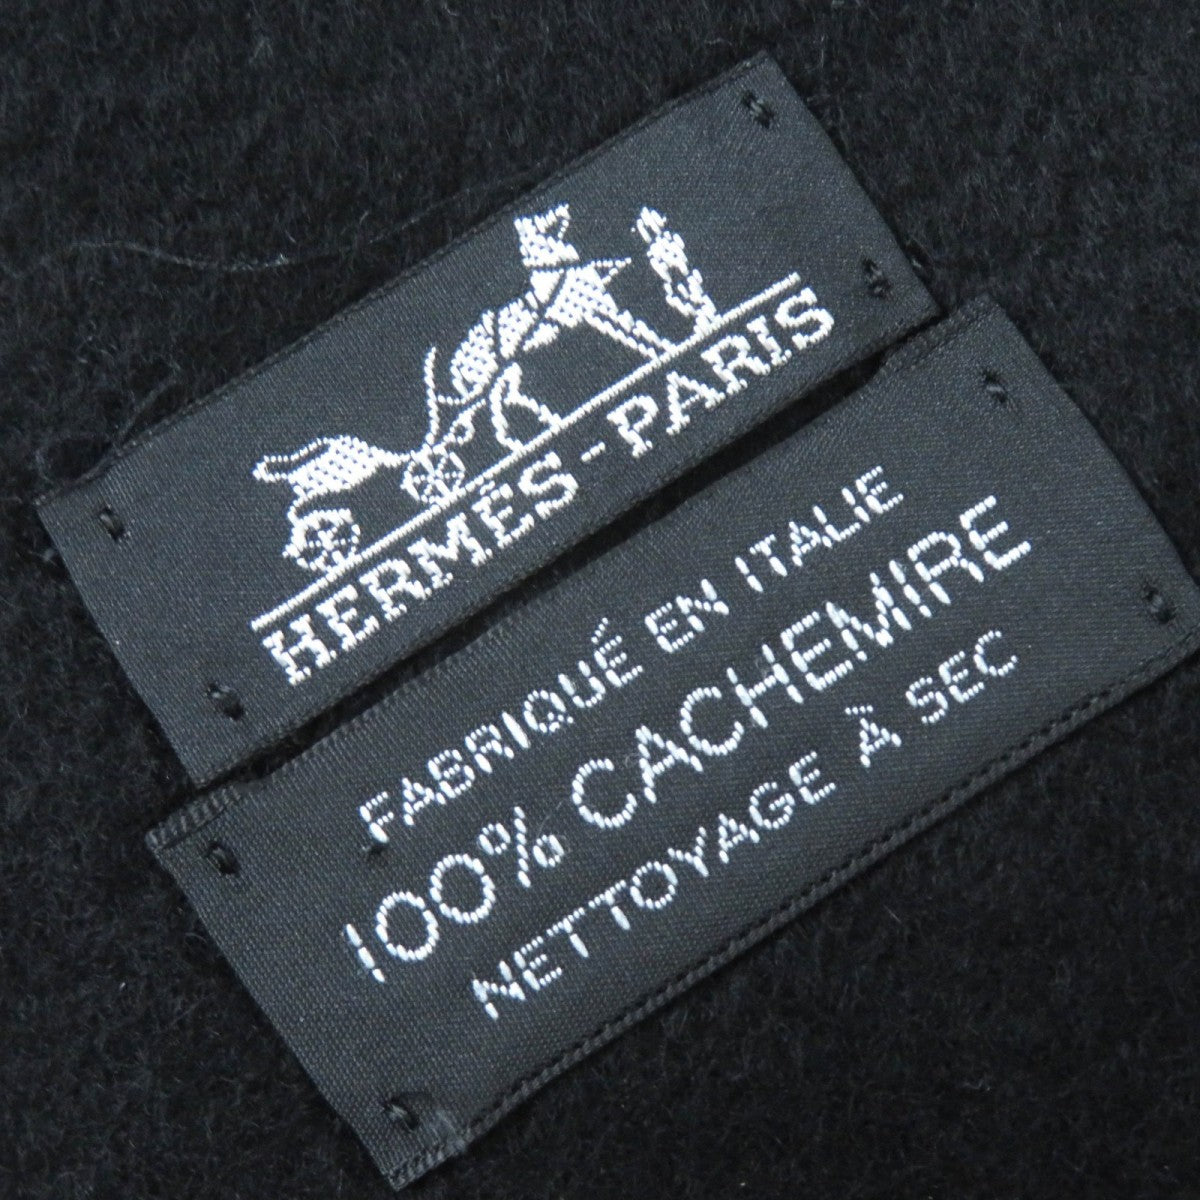 HERMÈS-PARIS
FABRIQUÉ EN ITALIE
100% CACHEMIRE
NETTOYAGE À SEC